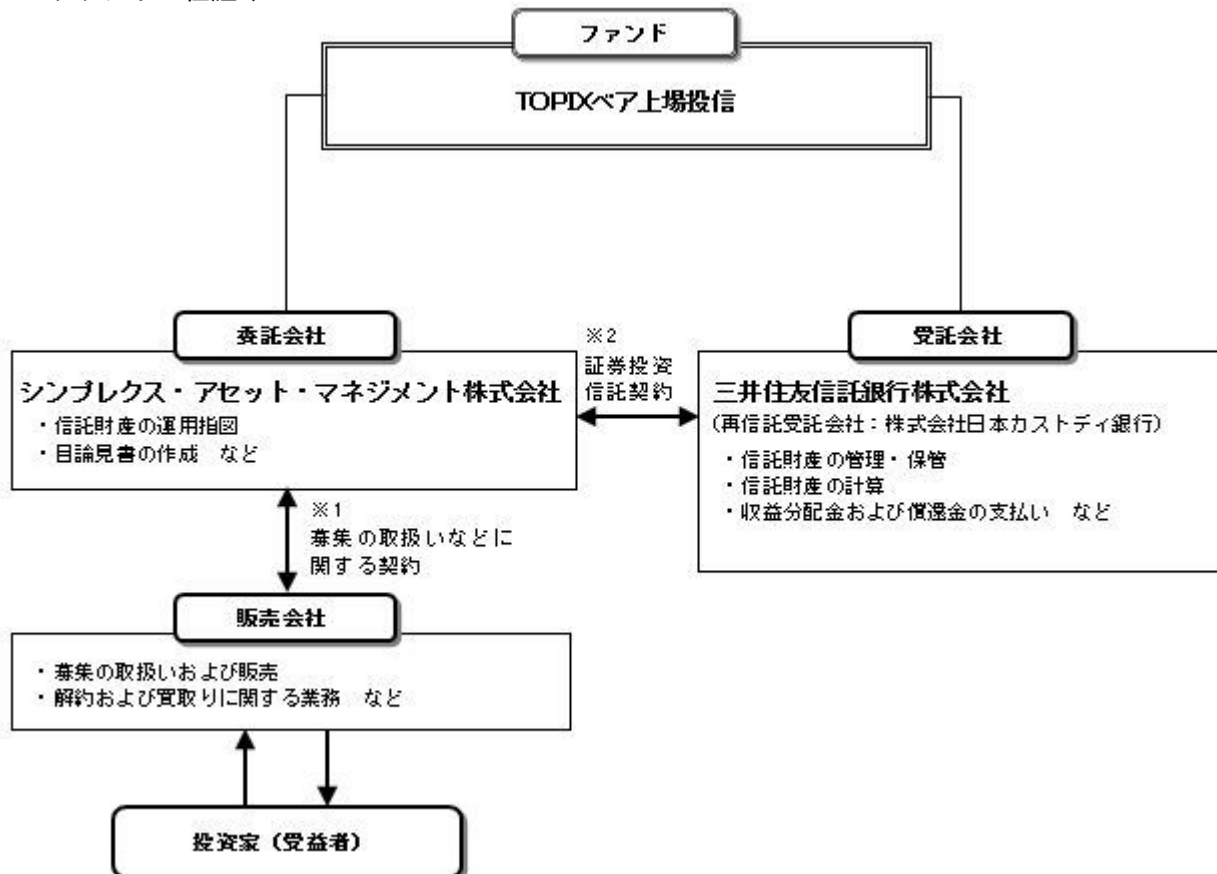 ファンド
TOPIXベア上場投信
委託会社
シンプレクス・アセット・マネジメント株式会社
・信託財産の運用指図
・目論見書の作成 など
※2
証券投資
信託契約
受託会社
三井住友信託銀行株式会社
(再信託受託会社:株式会社日本カストディ銀行)
・信託財産の管理・保管
・信託財産の計算
・収益分配金および償還金の支払い など
※1
募集の取扱いなどに
関する契約
販売会社
・募集の取扱いおよび販売
・解約および買取りに関する業務 など
投資家(受益者)